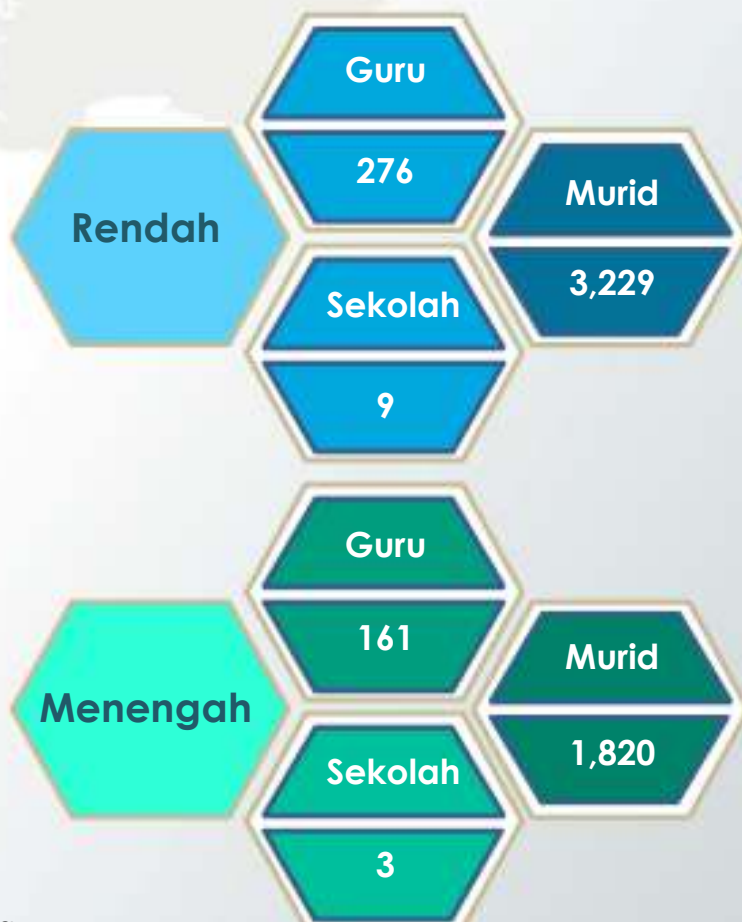 Rendah
Guru
276
Sekolah
9
Murid
3,229
Menengah
Guru
161
Sekolah
3
Murid
1,820